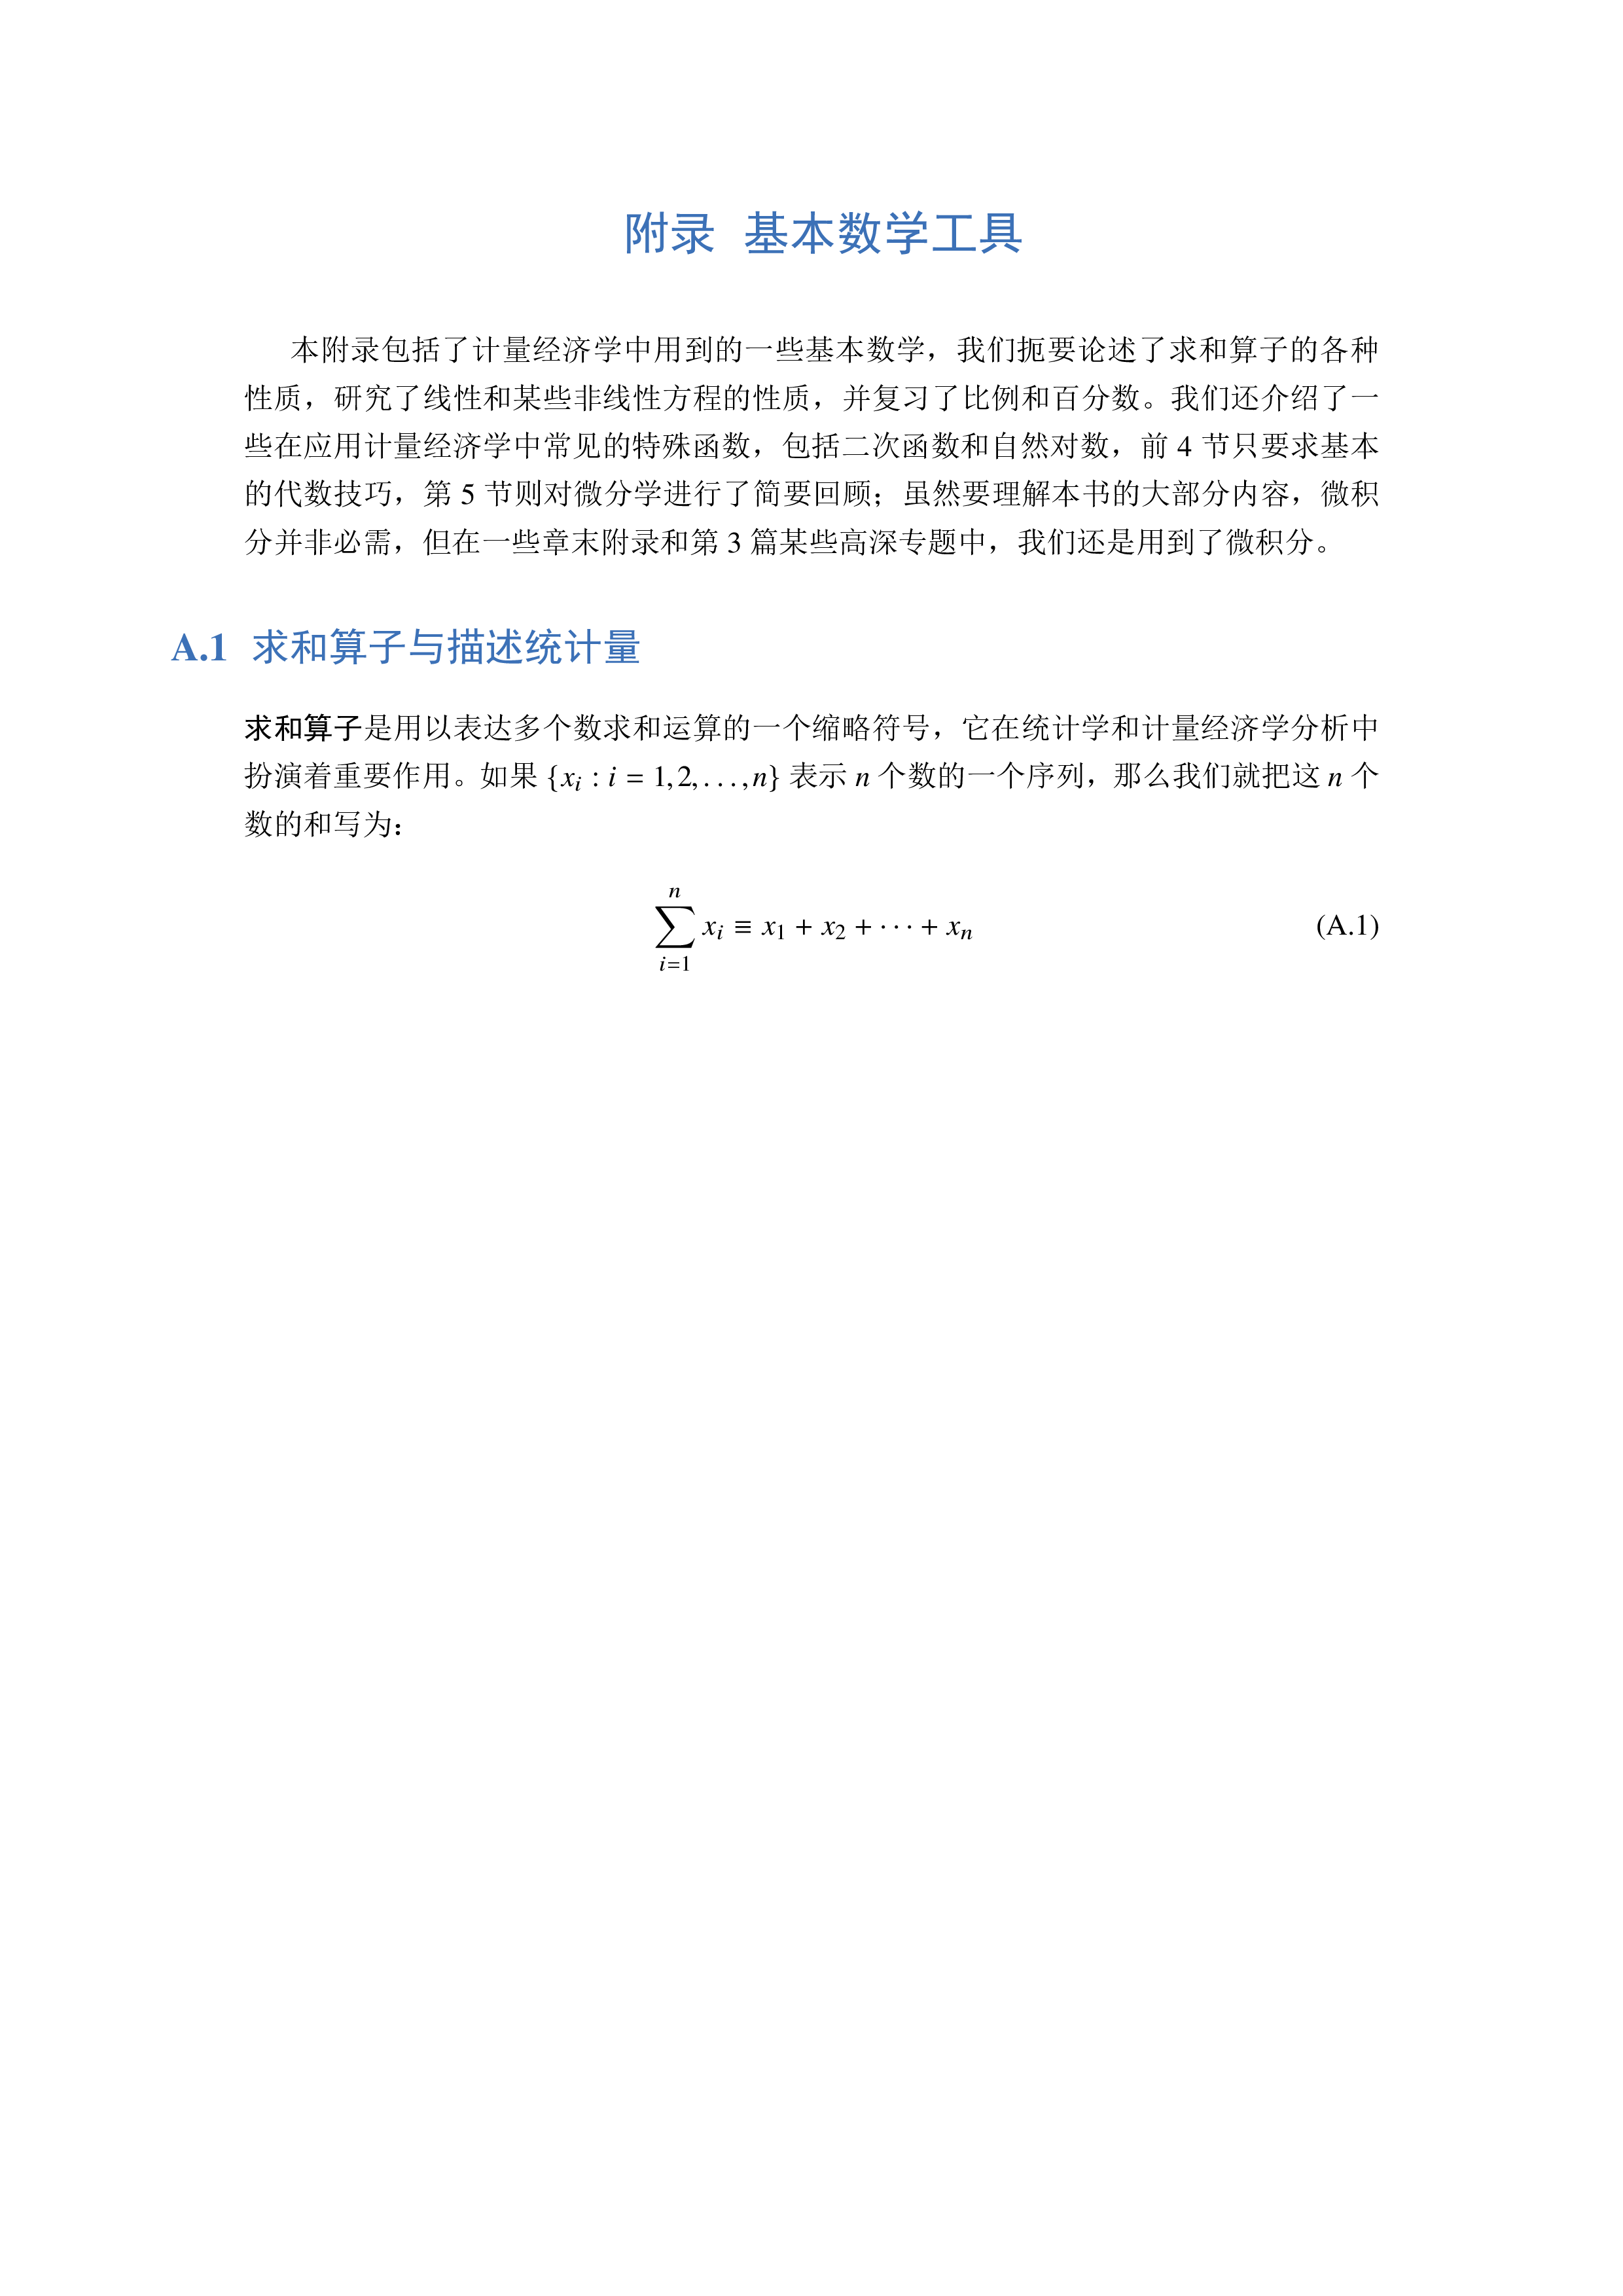 附录 基本数学工具
本附录包括了计量经济学中用到的一些基本数学，我们扼要论述了求和算子的各种
性质，研究了线性和某些非线性方程的性质，并复习了比例和百分数。我们还介绍了一
些在应用计量经济学中常见的特殊函数，包括二次函数和自然对数，前 4 节只要求基本
的代数技巧，第 5 节则对微分学进行了简要回顾；虽然要理解本书的大部分内容，微积
分并非必需，但在一些章末附录和第 3 篇某些高深专题中，我们还是用到了微积分。
A.1 求和算子与描述统计量
求和算子是用以表达多个数求和运算的一个缩略符号，它在统计学和计量经济学分析中
扮演着重要作用。如果 {x_i : i = 1,2,...,n} 表示 n 个数的一个序列，那么我们就把这 n 个
数的和写为：
\sum_{i=1}^{n} x_i ≡ x_1 + x_2 + ··· + x_n (A.1)